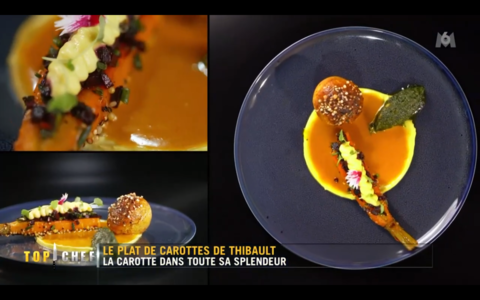 M6
LE PLAT DE CAROTTES DE THIBAULT
TOP CHEF
LA CAROTTE DANS TOUTE SA SPLENDEUR